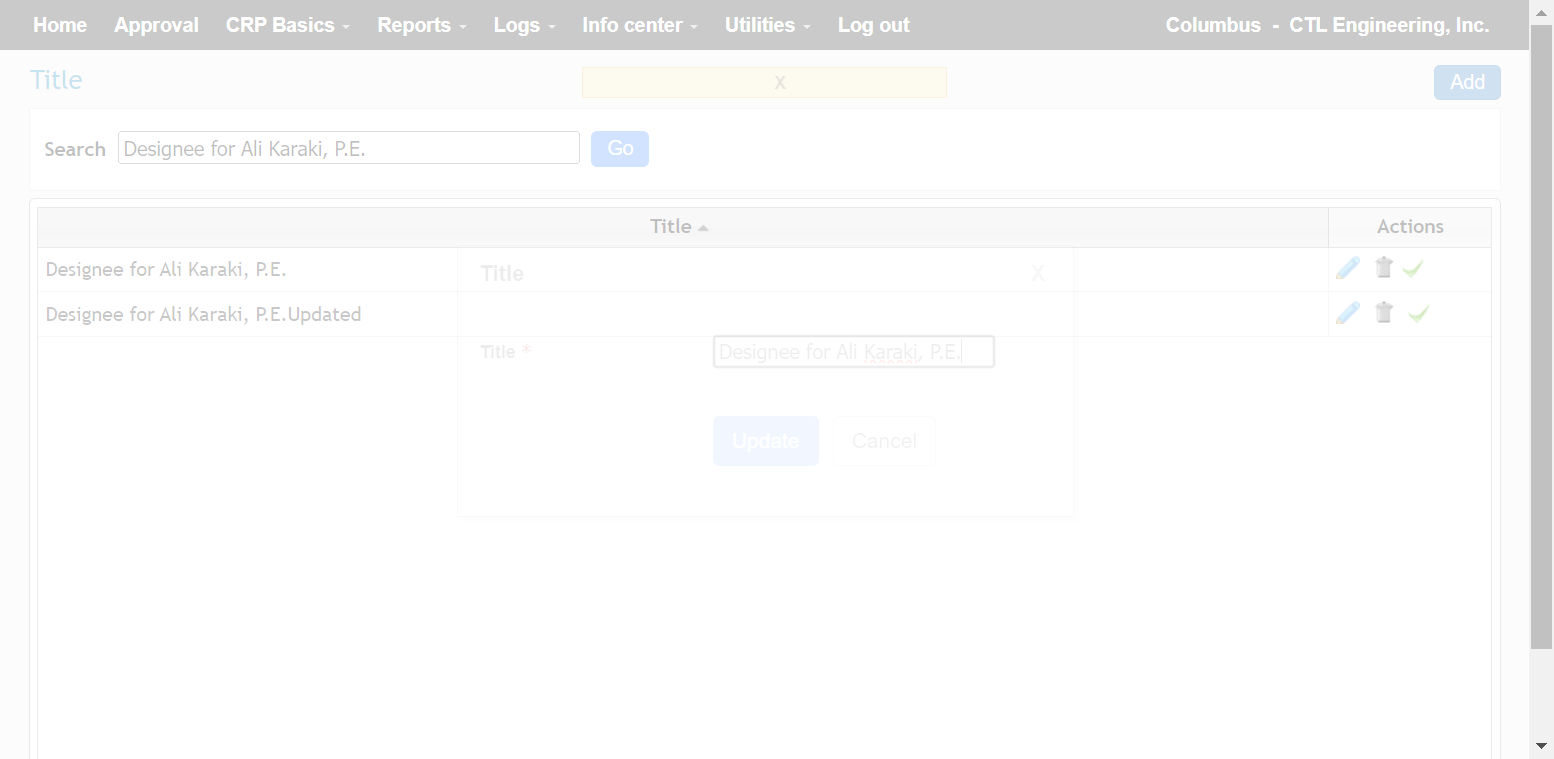 Home Approval CRP Basics Reports Logs Info center Utilities Log out Columbus - CTL Engineering, Inc.
Title X Add
Search Designee for Ali Karaki, P.E. Go
Title Actions
Designee for Ali Karaki, P.E.
Title X
Designee for Ali Karaki, P.E.Updated
Title * Designee for Ali Karaki, P.E.
Update Cancel